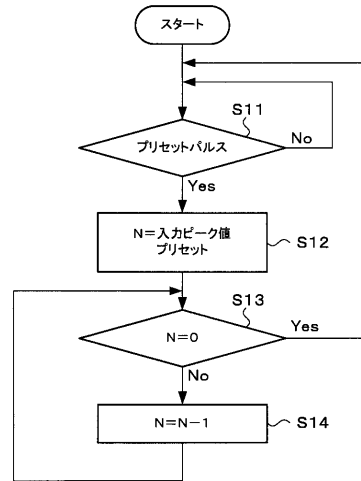 スタート
S11
プリセットパルス
No
Yes
N=入力ピーク値
プリセット
S12
S13
N=0
Yes
No
N=N-1
S14